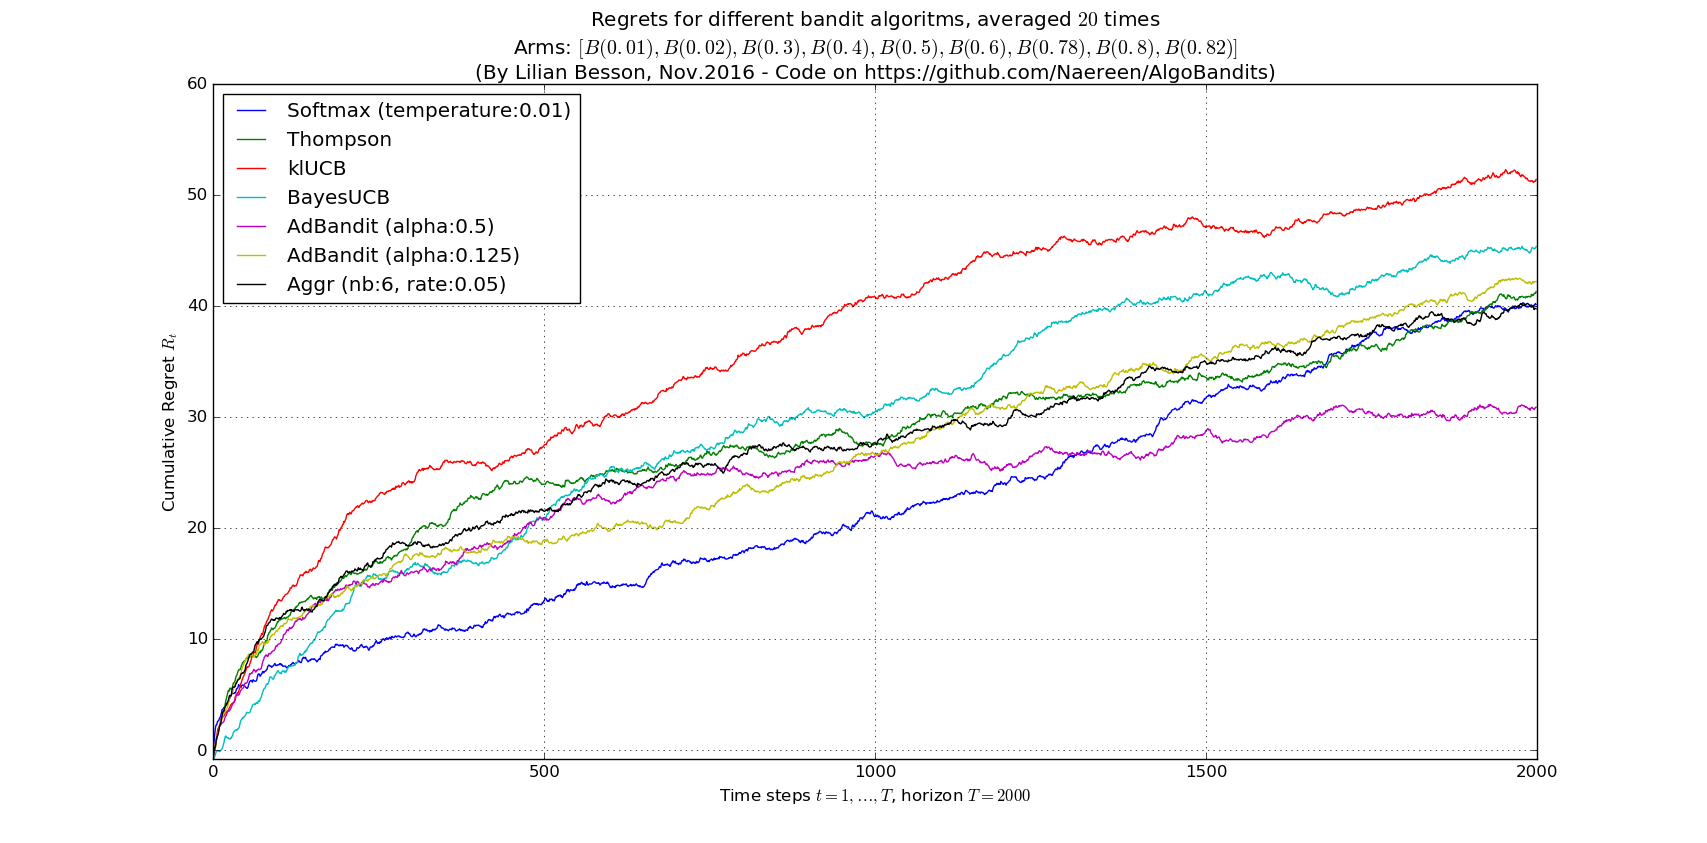 Regrets for different bandit algoritms, averaged 20 times
Arms: [B(0.01), B(0.02), B(0.3), B(0.4), B(0.5), B(0.6), B(0.78), B(0.8), B(0.82)]
(By Lilian Besson, Nov.2016 - Code on https://github.com/Naereen/AlgoBandits)
Softmax (temperature:0.01)
Thompson
klUCB
BayesUCB
AdBandit (alpha:0.5)
AdBandit (alpha:0.125)
Aggr (nb:6, rate:0.05)
Cumulative Regret R_t
60
50
40
30
20
10
0
0 500 1000 1500 2000
Time steps t = 1, ..., T, horizon T = 2000